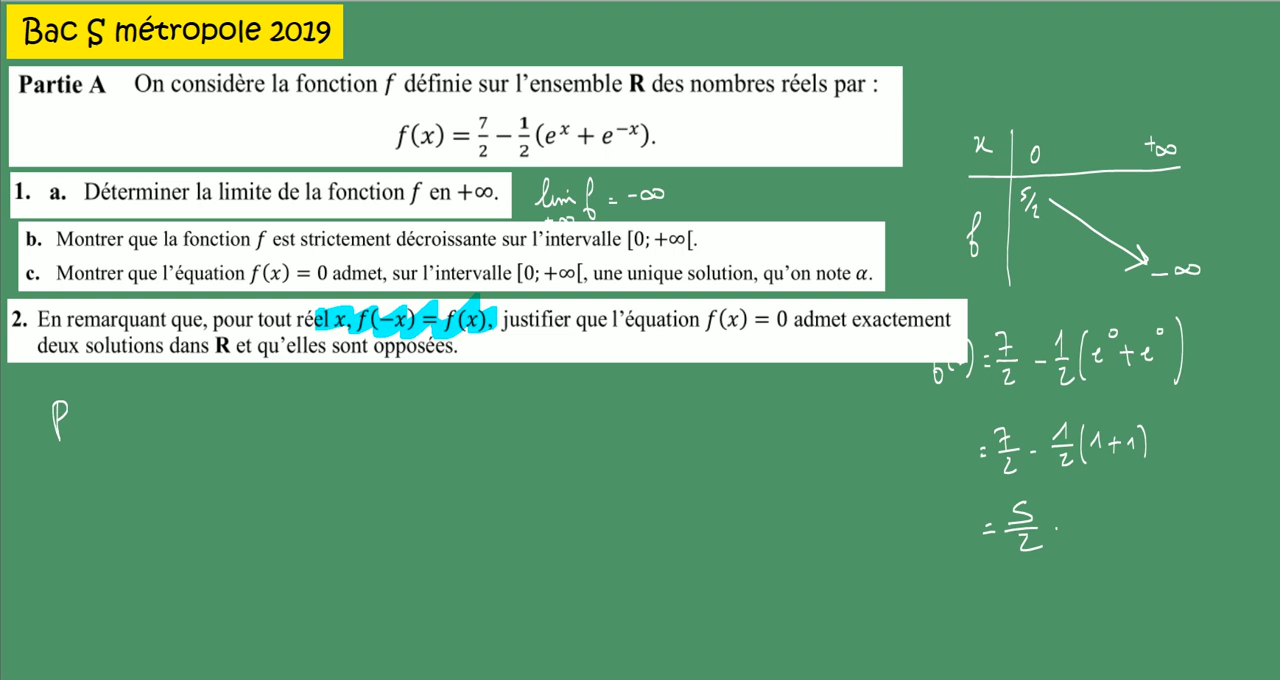 Bac S métropole 2019
Partie A On considère la fonction f définie sur l'ensemble R des nombres réels par :
f(x) = 7/2 − 1/2 (e^x + e^−x).
1. a. Déterminer la limite de la fonction f en +∞.
lim f = -∞
+∞
b. Montrer que la fonction f est strictement décroissante sur l'intervalle [0; +∞[.
c. Montrer que l'équation f(x) = 0 admet, sur l'intervalle [0; +∞[, une unique solution, qu'on note α.
2. En remarquant que, pour tout réel x, f(−x) = f(x), justifier que l'équation f(x) = 0 admet exactement
deux solutions dans R et qu'elles sont opposées.
P
x 0 +∞
f 5/2 -∞
= 7/2 - 1/2 (e^0 + e^0)
= 7/2 - 1/2 (1+1)
= 5/2 .